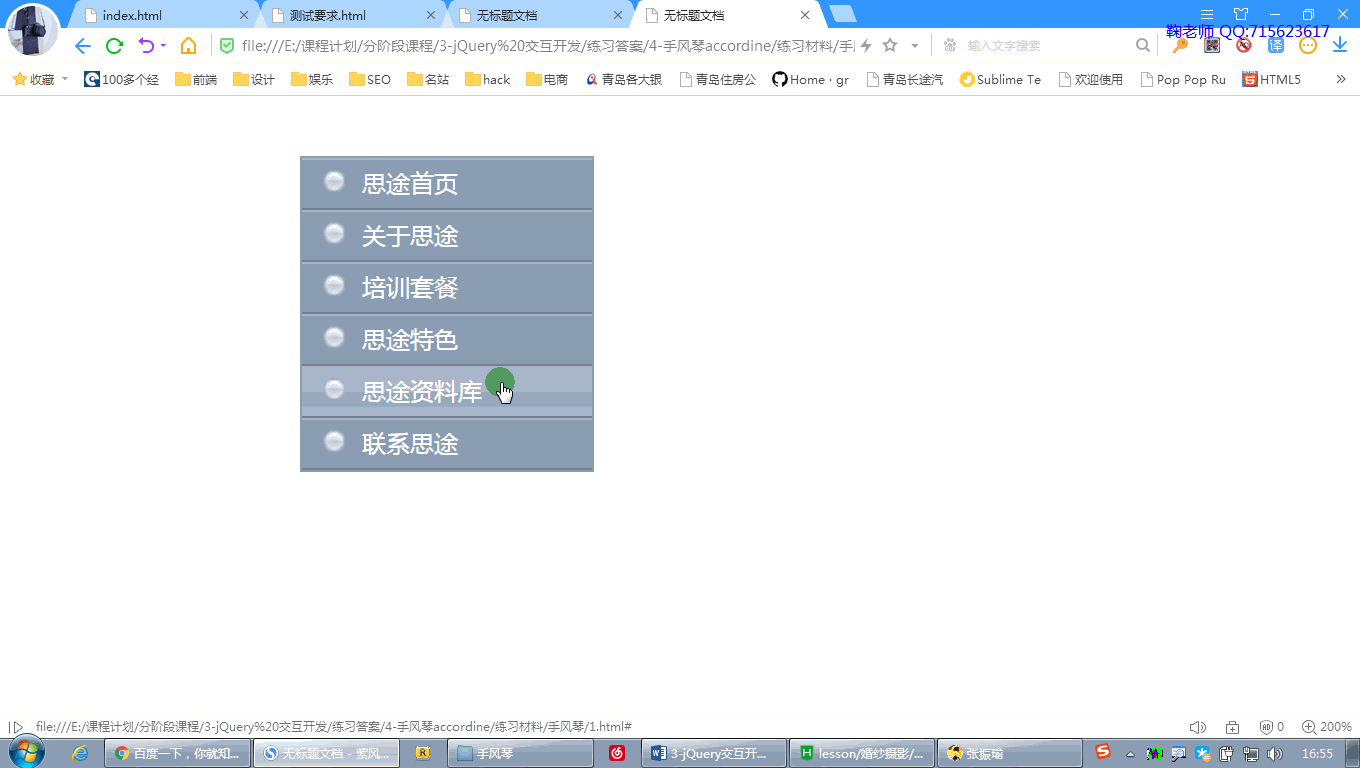 index.html
测试要求.html
无标题文档
无标题文档
鞠老师 QQ:715623617
file:///E:/课程计划/分阶段课程/3-jQuery%20交互开发/练习答案/4-手风琴accordine/练习材料/手
输入文字搜索
译
收藏
100多个经
前端
设计
娱乐
SEO
名站
hack
电商
青岛各大银
青岛住房公
Home · gr
青岛长途汽
Sublime Te
欢迎使用
Pop Pop Ru
HTML5
思途首页
关于思途
培训套餐
思途特色
思途资料库
联系思途
file:///E:/课程计划/分阶段课程/3-jQuery%20交互开发/练习答案/4-手风琴accordine/练习材料/手风琴/1.html#
0
200%
百度一下，你就知...
无标题文档 - 紫风...
手风琴
3-jQuery交互开...
lesson/婚纱摄影/...
张振瑜
16:55